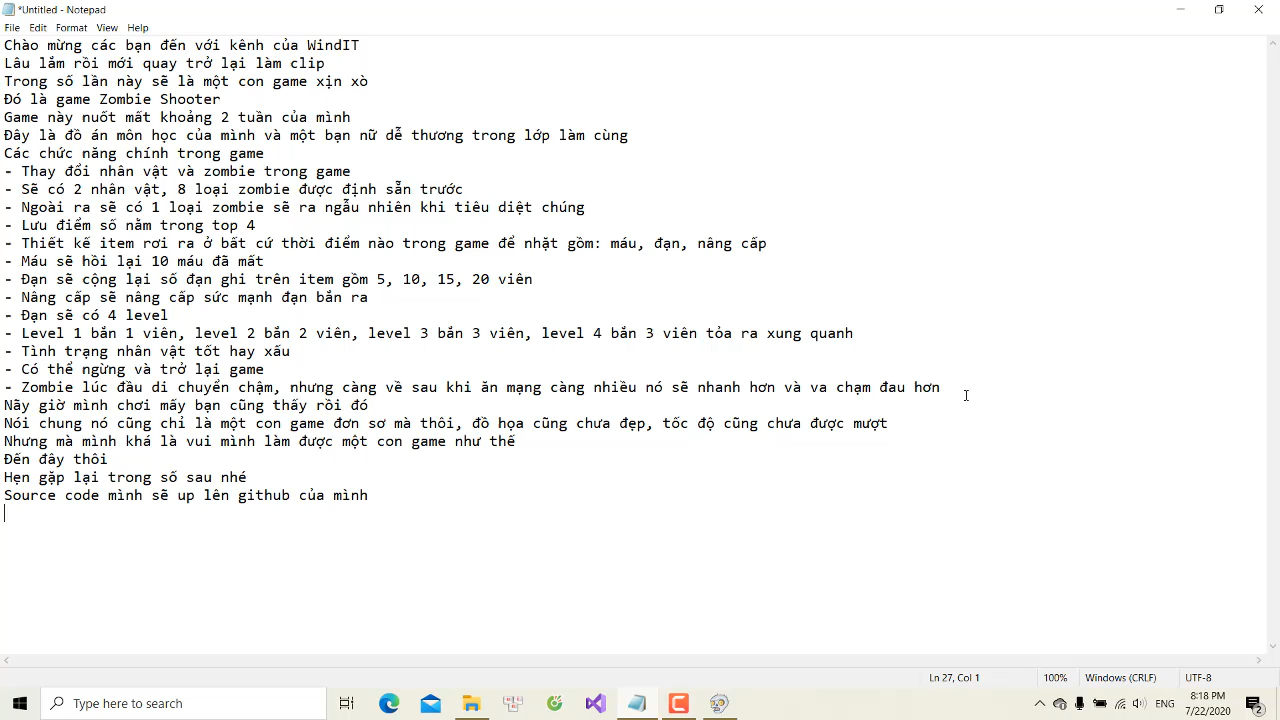 *Untitled - Notepad
File Edit Format View Help
Chào mừng các bạn đến với kênh của WindIT
Lâu lắm rồi mới quay trở lại làm clip
Trong số lần này sẽ là một con game xịn xò
Đó là game Zombie Shooter
Game này nuốt mất khoảng 2 tuần của mình
Đây là đồ án môn học của mình và một bạn nữ dễ thương trong lớp làm cùng
Các chức năng chính trong game
- Thay đổi nhân vật và zombie trong game
- Sẽ có 2 nhân vật, 8 loại zombie được định sẵn trước
- Ngoài ra sẽ có 1 loại zombie sẽ ra ngẫu nhiên khi tiêu diệt chúng
- Lưu điểm số nằm trong top 4
- Thiết kế item rơi ra ở bất cứ thời điểm nào trong game để nhặt gồm: máu, đạn, nâng cấp
- Máu sẽ hồi lại 10 máu đã mất
- Đạn sẽ cộng lại số đạn ghi trên item gồm 5, 10, 15, 20 viên
- Nâng cấp sẽ nâng cấp sức mạnh đạn bắn ra
- Đạn sẽ có 4 level
- Level 1 bắn 1 viên, level 2 bắn 2 viên, level 3 bắn 3 viên, level 4 bắn 3 viên tỏa ra xung quanh
- Tình trạng nhân vật tốt hay xấu
- Có thể ngừng và trở lại game
- Zombie lúc đầu di chuyển chậm, nhưng càng về sau khi ăn mạng càng nhiều nó sẽ nhanh hơn và va chạm đau hơn
Nãy giờ mình chơi mấy bạn cũng thấy rồi đó
Nói chung nó cũng chỉ là một con game đơn sơ mà thôi, đồ họa cũng chưa đẹp, tốc độ cũng chưa được mượt
Nhưng mà mình khá là vui mình làm được một con game như thế
Đến đây thôi
Hẹn gặp lại trong số sau nhé
Source code mình sẽ up lên github của mình
Ln 27, Col 1 100% Windows (CRLF) UTF-8
Type here to search
ENG
8:18 PM
7/22/2020
2